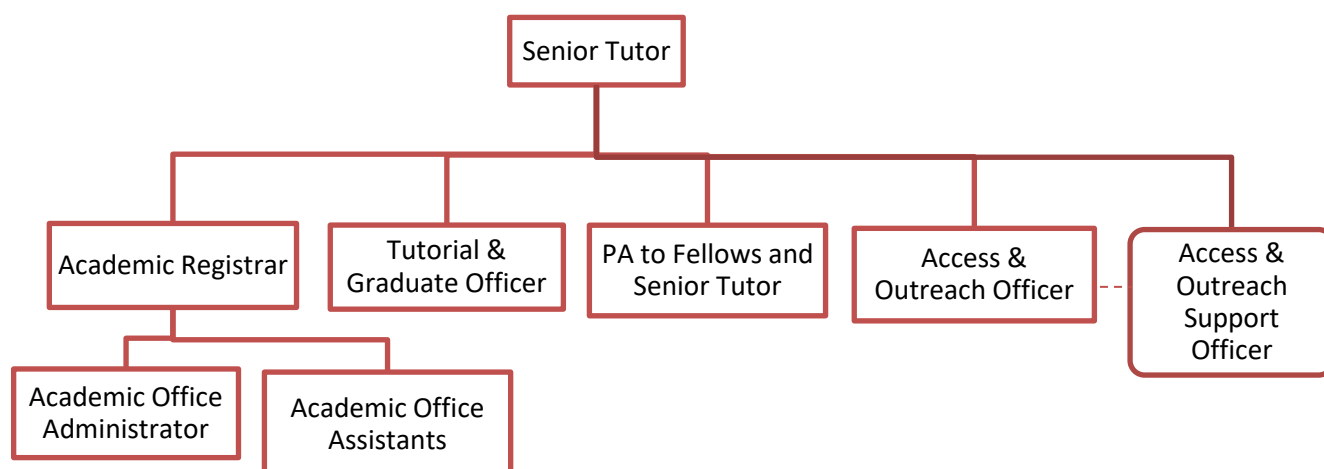 Senior Tutor
Academic Registrar
Tutorial &
Graduate Officer
PA to Fellows and
Senior Tutor
Access &
Outreach Officer
Access &
Outreach
Support
Officer
Academic Office
Administrator
Academic Office
Assistants